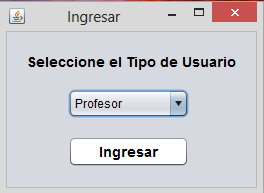 Ingresar
Seleccione el Tipo de Usuario
Profesor
Ingresar